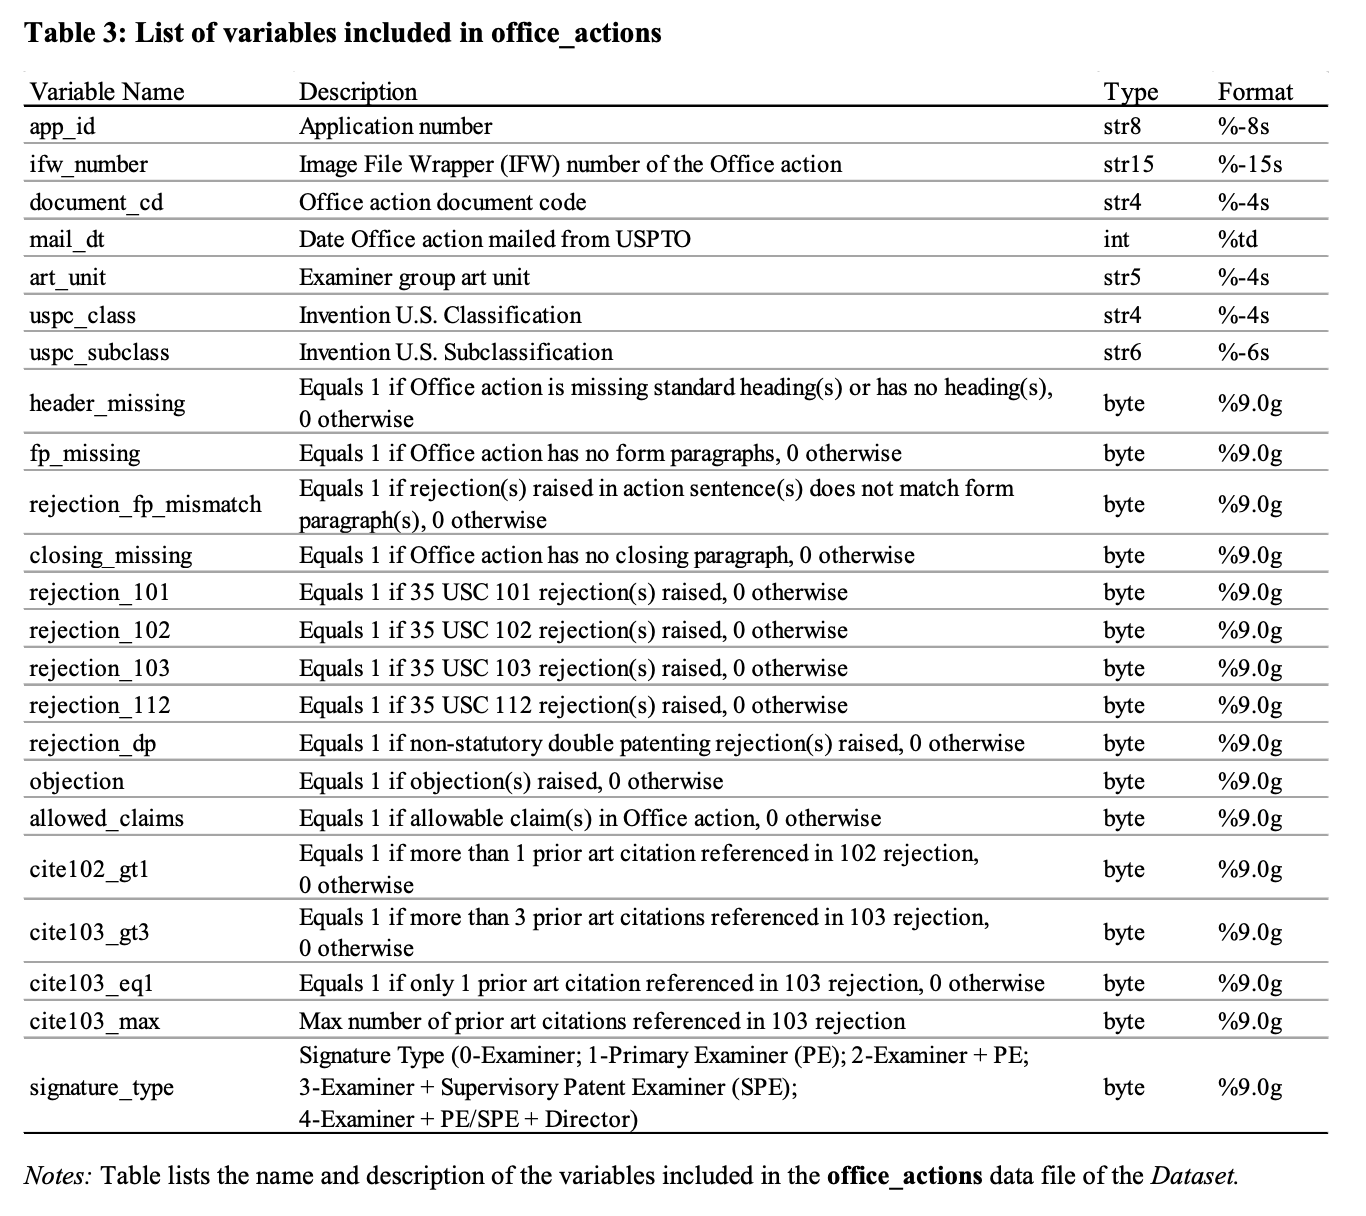 Table 3: List of variables included in office_actions
Variable Name Description Type Format
app_id Application number str8 %-8s
ifw_number Image File Wrapper (IFW) number of the Office action str15 %-15s
document_cd Office action document code str4 %-4s
mail_dt Date Office action mailed from USPTO int %td
art_unit Examiner group art unit str5 %-4s
uspc_class Invention U.S. Classification str4 %-4s
uspc_subclass Invention U.S. Subclassification str6 %-6s
header_missing Equals 1 if Office action is missing standard heading(s) or has no heading(s),
0 otherwise byte %9.0g
fp_missing Equals 1 if Office action has no form paragraphs, 0 otherwise byte %9.0g
rejection_fp_mismatch Equals 1 if rejection(s) raised in action sentence(s) does not match form
paragraph(s), 0 otherwise byte %9.0g
closing_missing Equals 1 if Office action has no closing paragraph, 0 otherwise byte %9.0g
rejection_101 Equals 1 if 35 USC 101 rejection(s) raised, 0 otherwise byte %9.0g
rejection_102 Equals 1 if 35 USC 102 rejection(s) raised, 0 otherwise byte %9.0g
rejection_103 Equals 1 if 35 USC 103 rejection(s) raised, 0 otherwise byte %9.0g
rejection_112 Equals 1 if 35 USC 112 rejection(s) raised, 0 otherwise byte %9.0g
rejection_dp Equals 1 if non-statutory double patenting rejection(s) raised, 0 otherwise byte %9.0g
objection Equals 1 if objection(s) raised, 0 otherwise byte %9.0g
allowed_claims Equals 1 if allowable claim(s) in Office action, 0 otherwise byte %9.0g
cite102_gt1 Equals 1 if more than 1 prior art citation referenced in 102 rejection,
0 otherwise byte %9.0g
cite103_gt3 Equals 1 if more than 3 prior art citations referenced in 103 rejection,
0 otherwise byte %9.0g
cite103_eq1 Equals 1 if only 1 prior art citation referenced in 103 rejection, 0 otherwise byte %9.0g
cite103_max Max number of prior art citations referenced in 103 rejection byte %9.0g
signature_type Signature Type (0-Examiner; 1-Primary Examiner (PE); 2-Examiner + PE;
3-Examiner + Supervisory Patent Examiner (SPE); byte %9.0g
4-Examiner + PE/SPE + Director)
Notes: Table lists the name and description of the variables included in the office_actions data file of the Dataset.